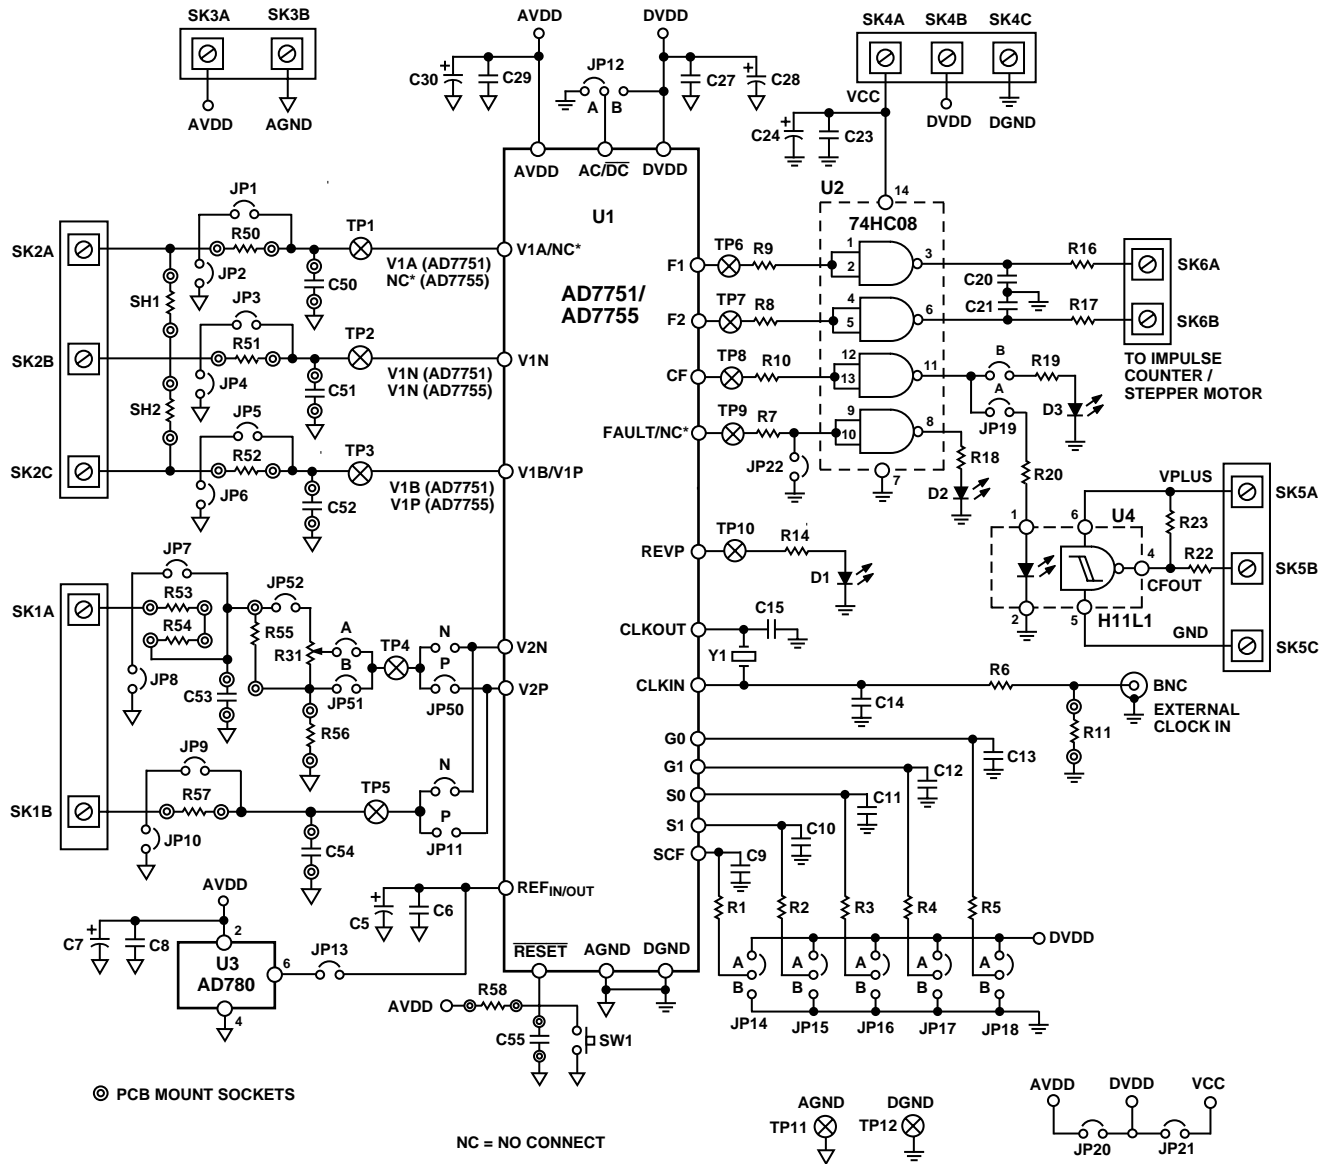 SK3A SK3B
AVDD AGND
AVDD DVDD
C30 C29 JP12 C27 C28
A B
SK4A SK4B SK4C
VCC DVDD DGND
C24 C23
AVDD AC/DC DVDD
U1
AD7751/
AD7755
U2
14
74HC08
JP1
SK2A R50 TP1 V1A/NC*
JP2 C50
V1A (AD7751)
NC* (AD7755)
SH1
JP3
SK2B R51 TP2 V1N
JP4 C51
V1N (AD7751)
V1N (AD7755)
SH2
JP5
SK2C R52 TP3 V1B/V1P
JP6 C52
V1B (AD7751)
V1P (AD7755)
F1 TP6 R9 1 2 3 R16 SK6A
C20
C21
F2 TP7 R8 4 5 6 R17 SK6B
TO IMPULSE
COUNTER /
STEPPER MOTOR
CF TP8 R10 12 13 11 B R19
A
JP19 D3
FAULT/NC* TP9 R7 9 10 8
JP22 7 R18 R20
D2
VPLUS SK5A
1 6 U4 R23
4 R22 SK5B
CFOUT
2 5 H11L1
GND SK5C
REVP TP10 R14
D1
JP7
SK1A R53 JP52
R54 R55 A
R31 B TP4 N V2N
P
JP8 C53 JP51 JP50 V2P
R56
JP9
SK1B R57 TP5 N
P
JP10 C54 JP11
CLKOUT C15
Y1
CLKIN R6 BNC
C14 R11
EXTERNAL
CLOCK IN
G0 C13
G1 C12
S0 C11
S1 C10
SCF C9
R1 R2 R3 R4 R5
DVDD
A A A A A
B B B B B
JP14 JP15 JP16 JP17 JP18
AVDD
C7 C8 2
U3
AD780
6 JP13
4
C5 C6 REFIN/OUT
RESET AGND DGND
AVDD R58
C55 SW1
PCB MOUNT SOCKETS
NC = NO CONNECT
AGND DGND
TP11 TP12
AVDD DVDD VCC
JP20 JP21